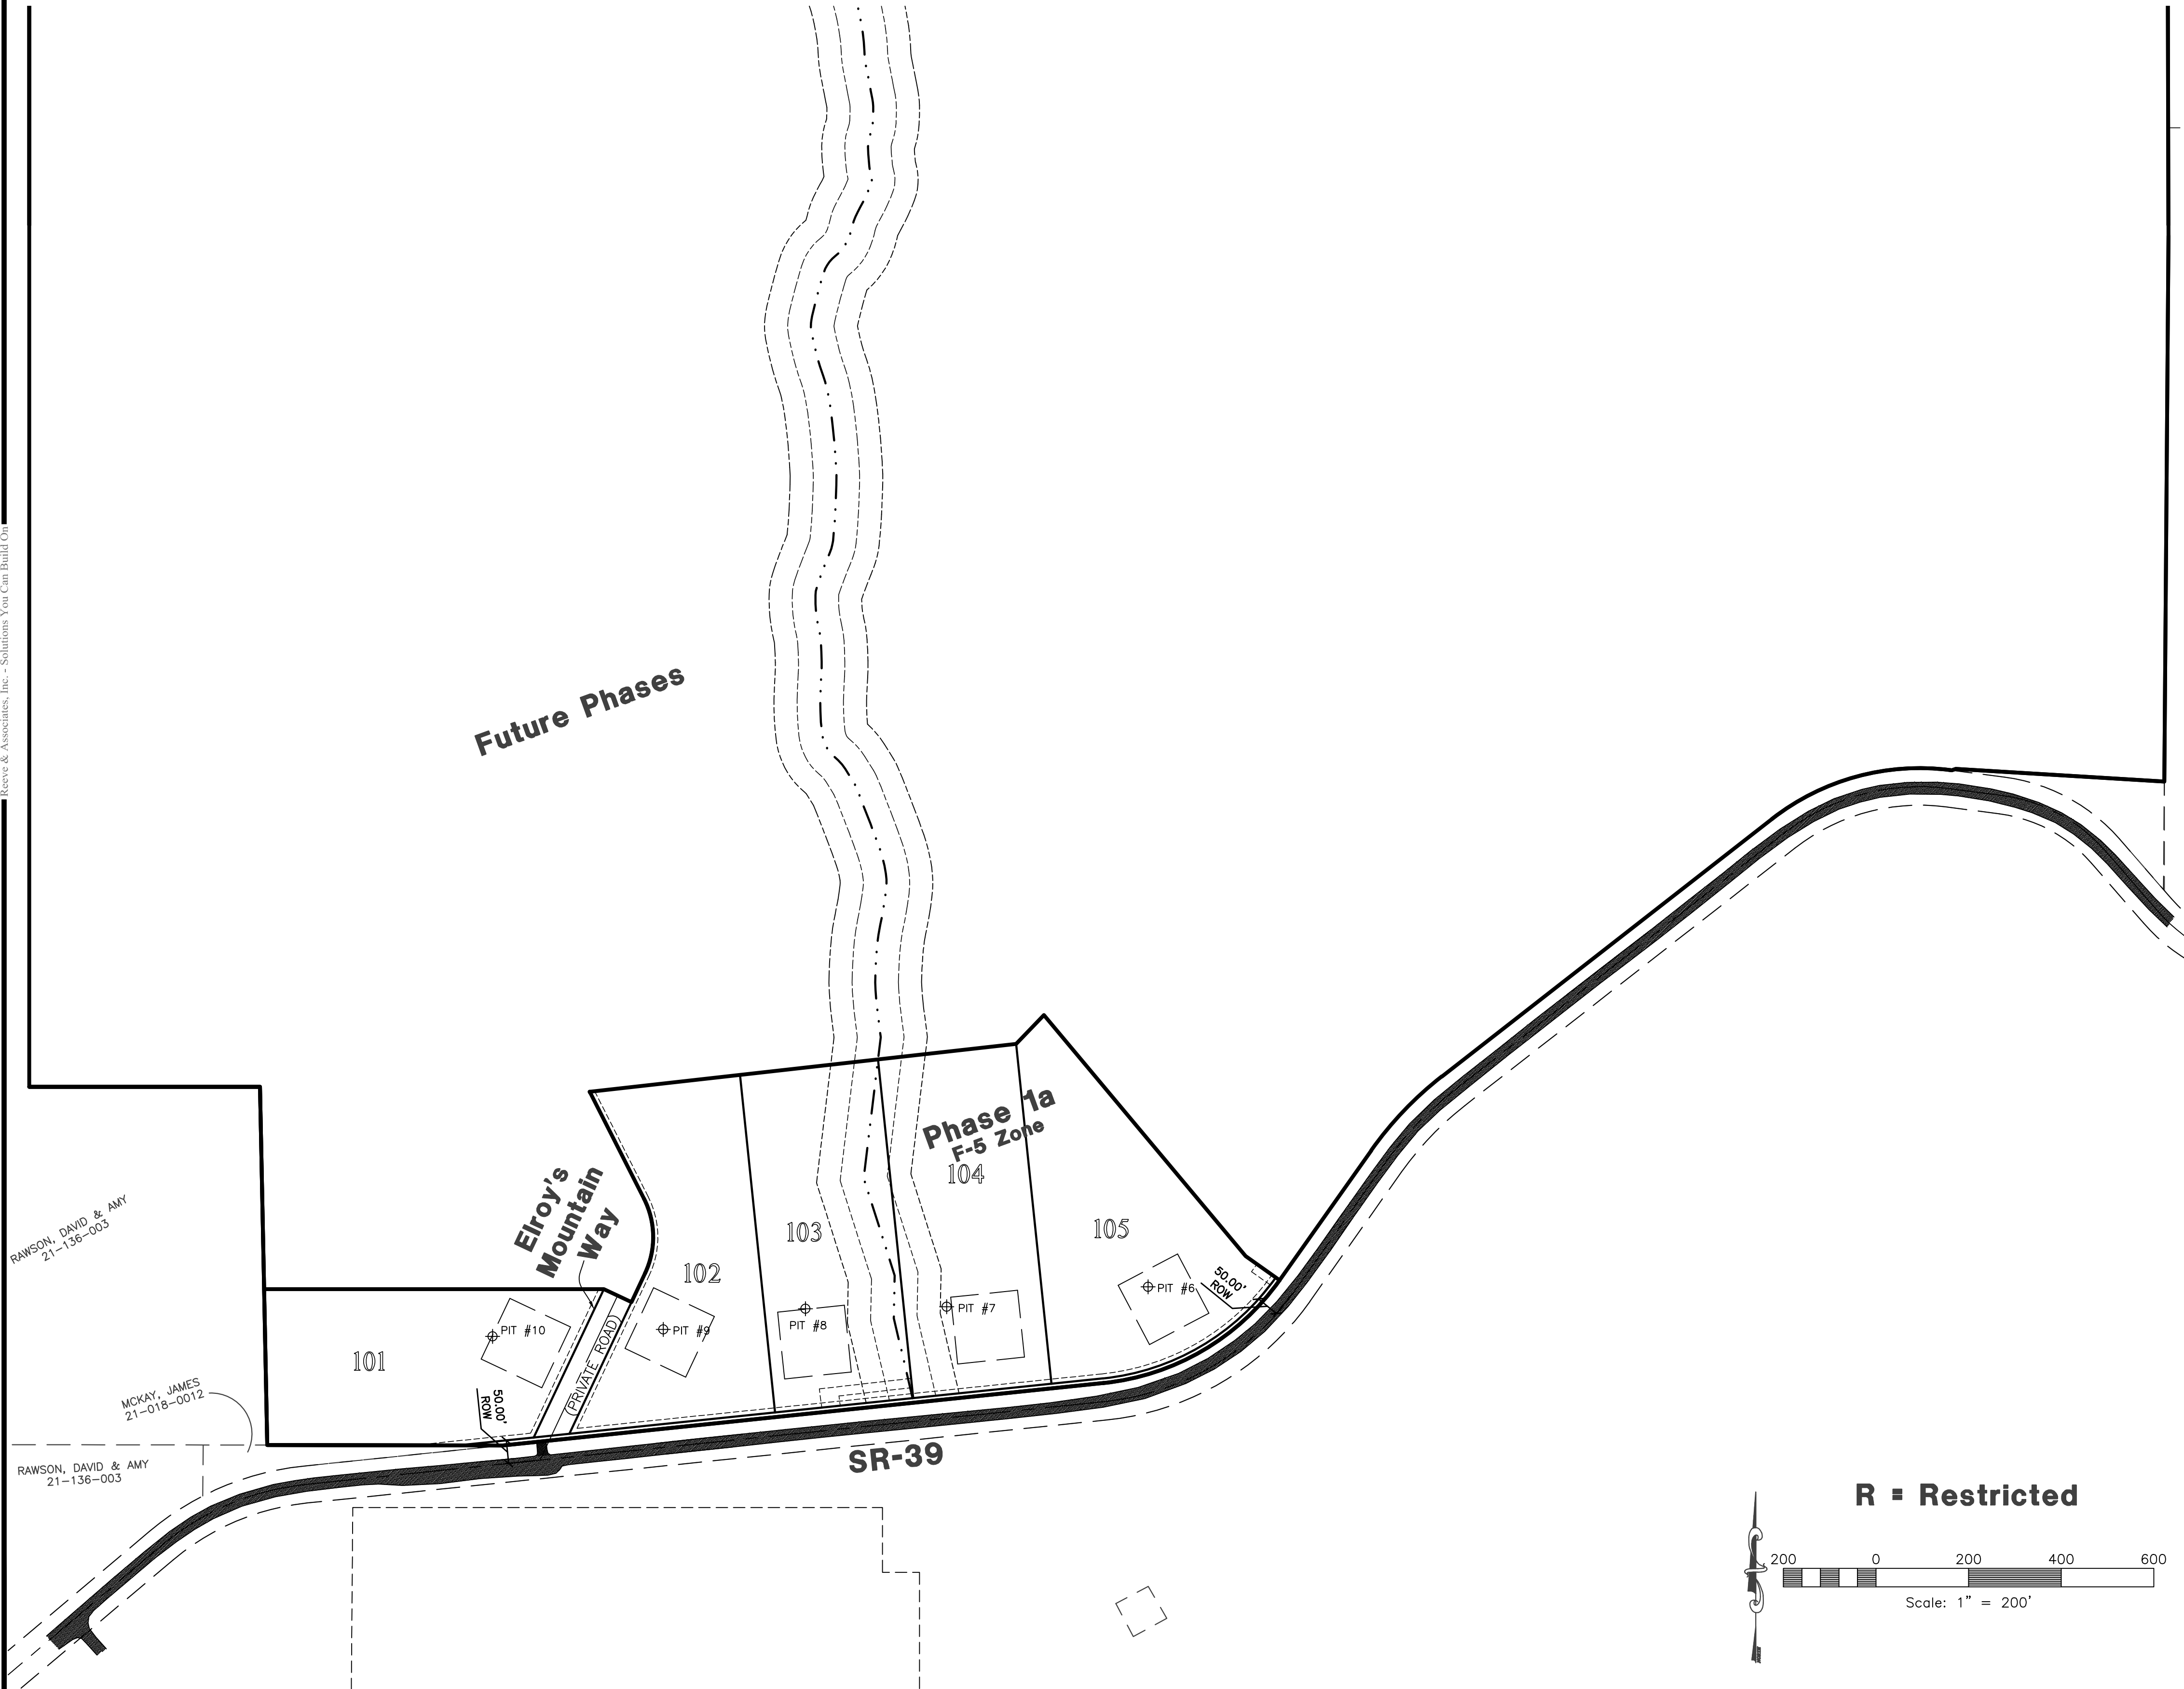 Reeve & Associates, Inc. - Solutions You Can Build On
Future Phases
Phase 1a
F-5 Zone
104
Elroy's
Mountain
Way
103
105
102
101
PIT #10
PIT #9
PIT #8
PIT #7
PIT #6
50.00'
ROW
(PRIVATE ROAD)
50.00'
ROW
RAWSON, DAVID & AMY
21-136-003
MCKAY, JAMES
21-018-0012
RAWSON, DAVID & AMY
21-136-003
SR-39
R = Restricted
200 0 200 400 600
Scale: 1" = 200'